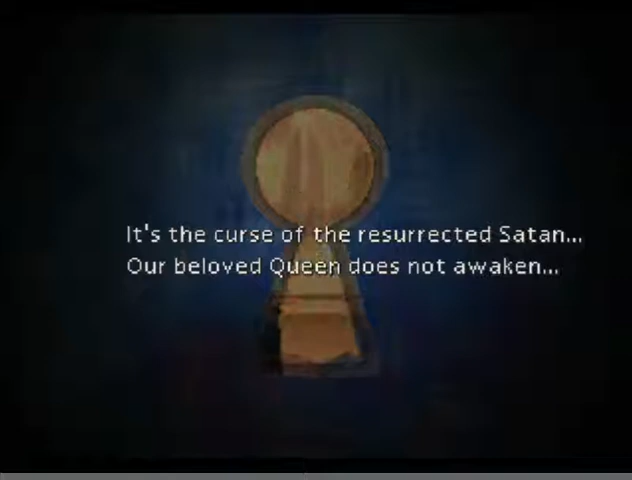 It's the curse of the resurrected Satan...
Our beloved Queen does not awaken...